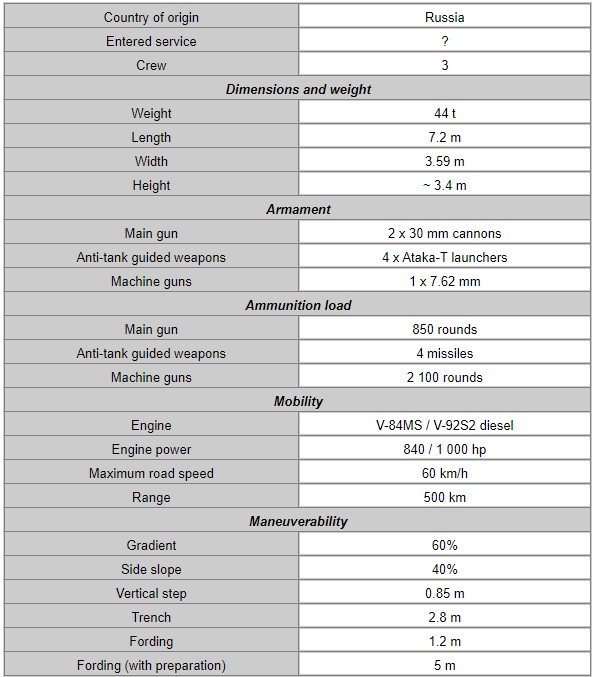 Country of origin Russia
Entered service ?
Crew 3
Dimensions and weight
Weight 44 t
Length 7.2 m
Width 3.59 m
Height ~ 3.4 m
Armament
Main gun 2 x 30 mm cannons
Anti-tank guided weapons 4 x Ataka-T launchers
Machine guns 1 x 7.62 mm
Ammunition load
Main gun 850 rounds
Anti-tank guided weapons 4 missiles
Machine guns 2 100 rounds
Mobility
Engine V-84MS / V-92S2 diesel
Engine power 840 / 1 000 hp
Maximum road speed 60 km/h
Range 500 km
Maneuverability
Gradient 60%
Side slope 40%
Vertical step 0.85 m
Trench 2.8 m
Fording 1.2 m
Fording (with preparation) 5 m